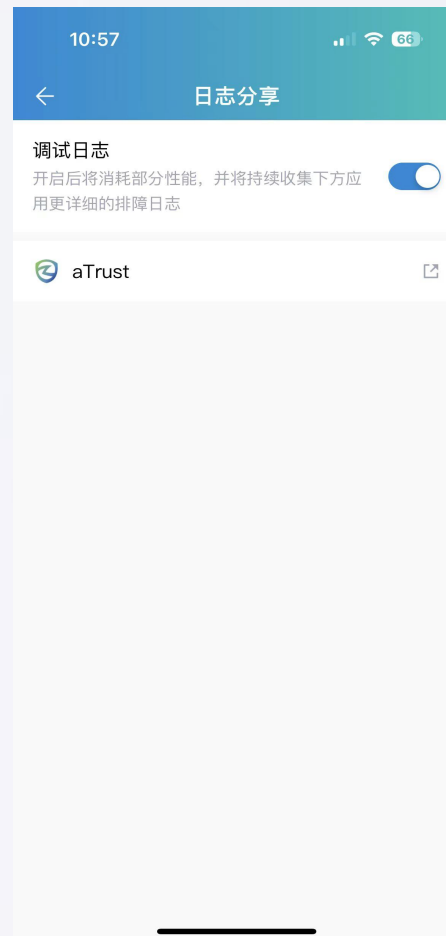 10:57
66
日志分享
调试日志
开启后将消耗部分性能，并将持续收集下方应
用更详细的排障日志
aTrust